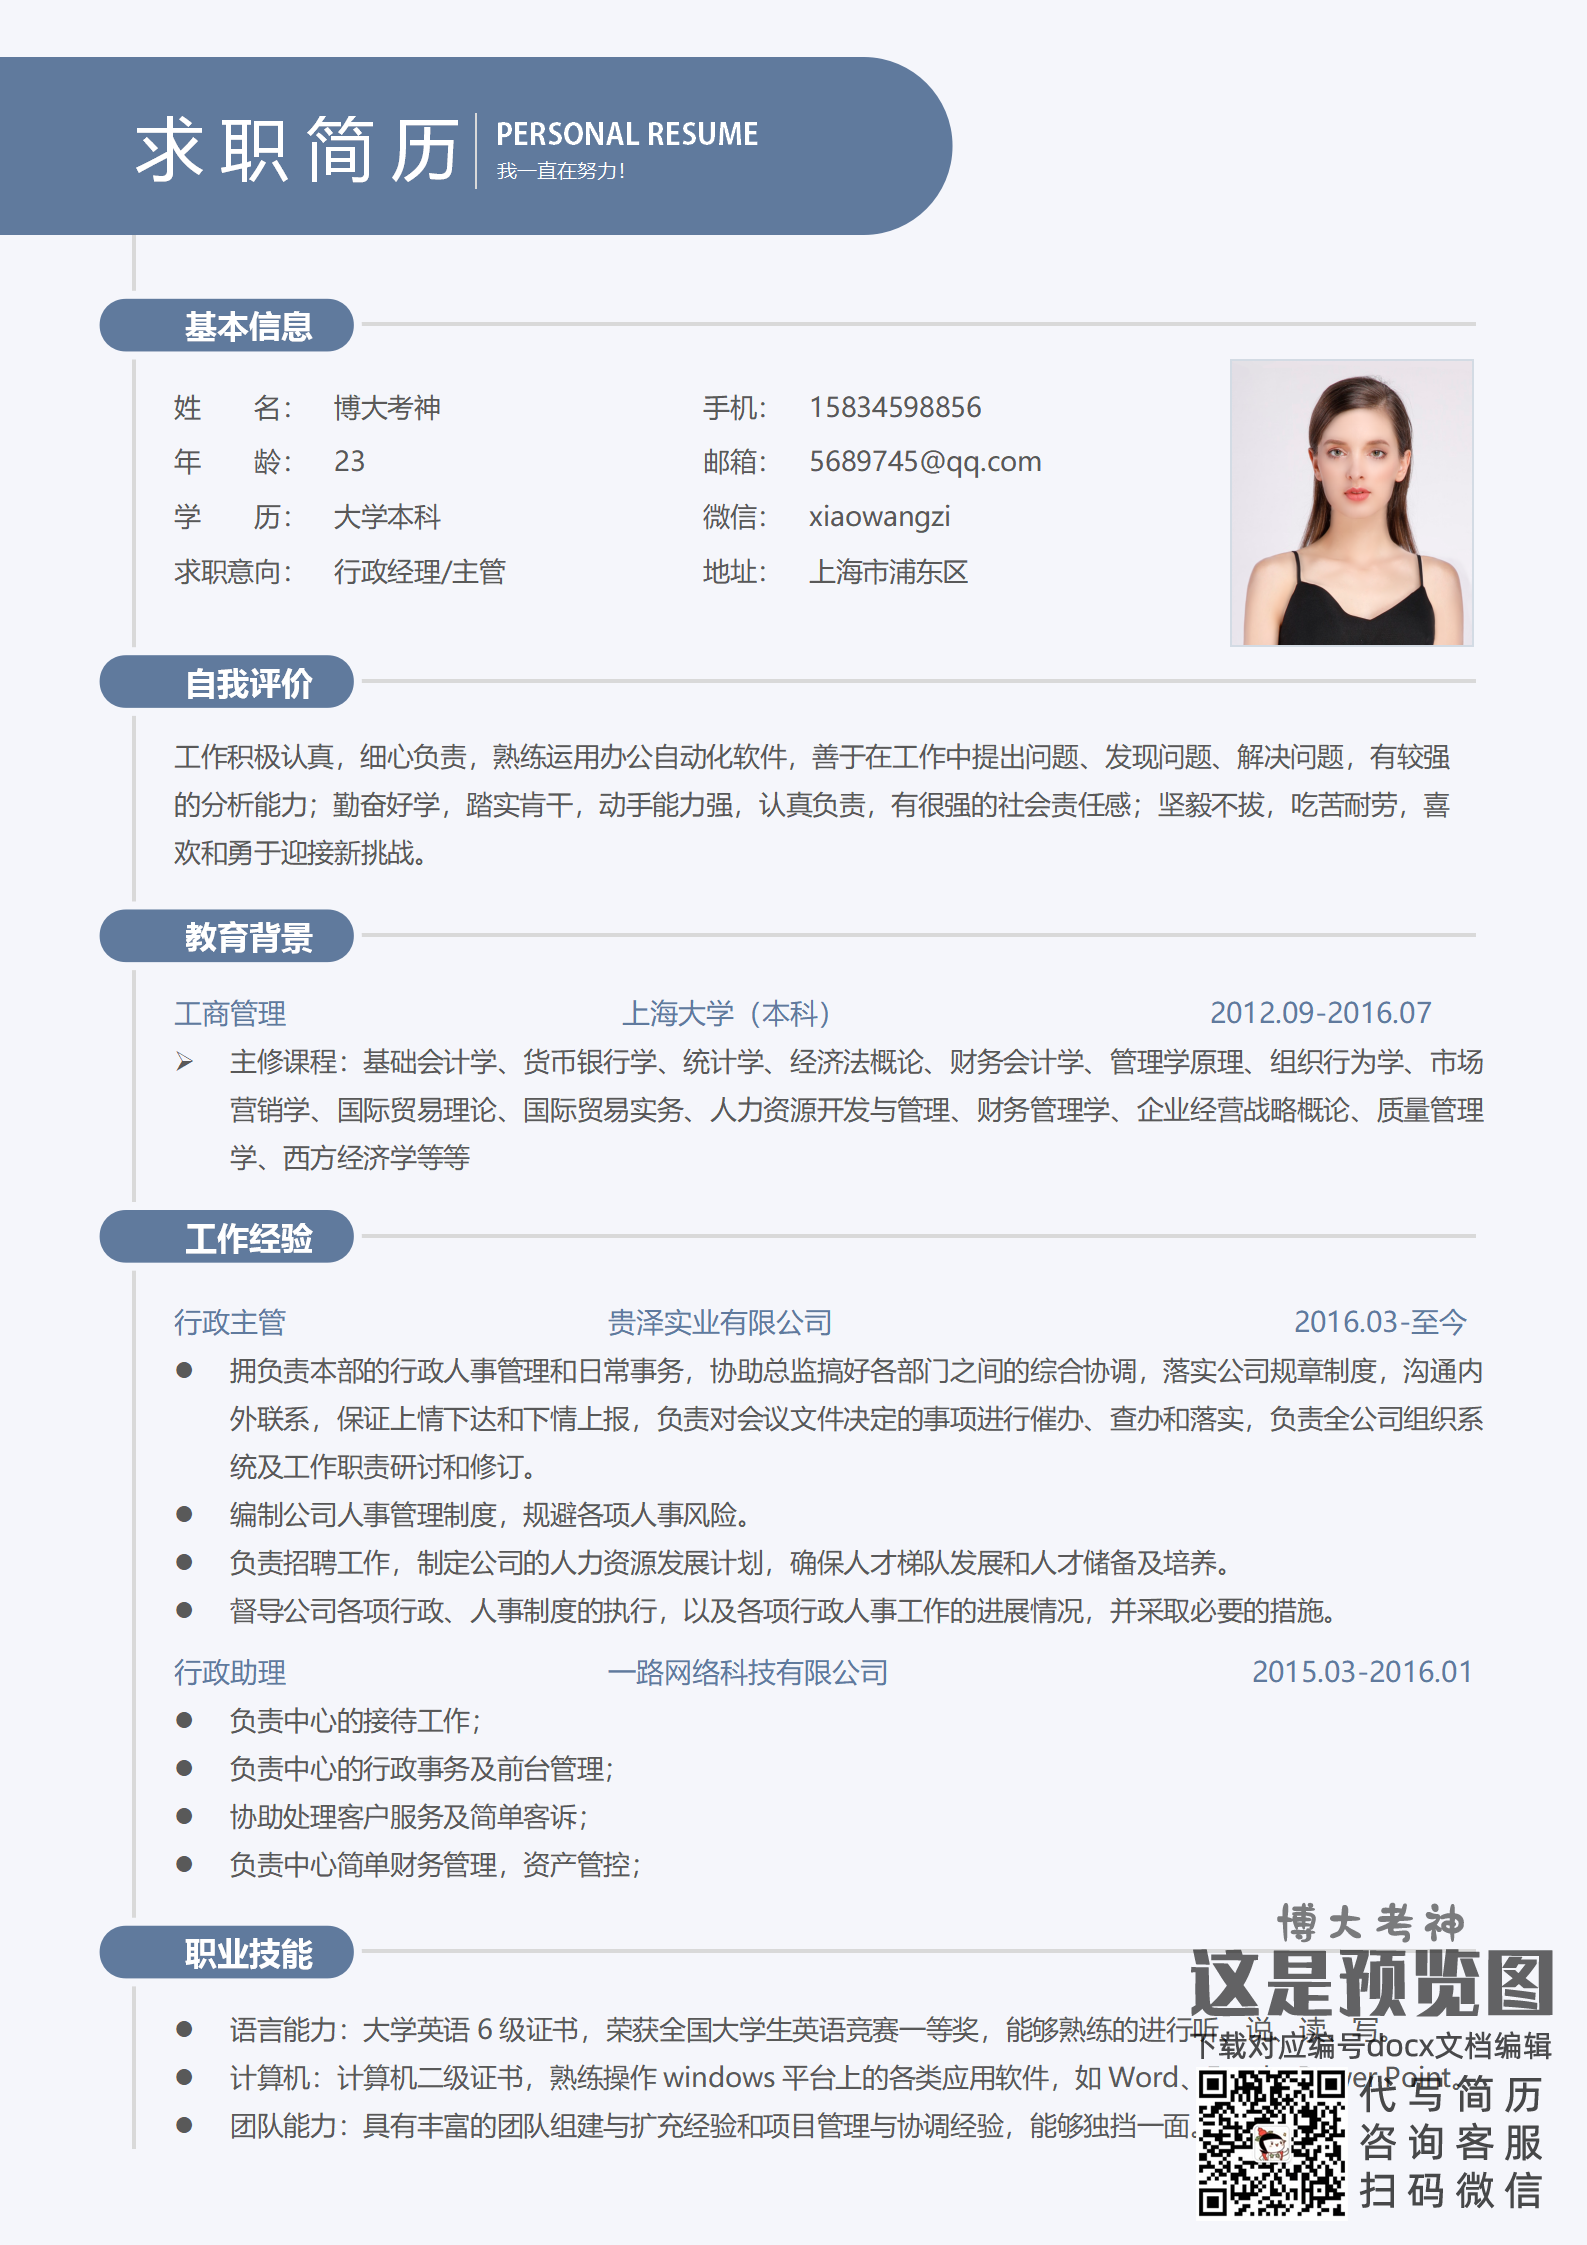 求职简历
PERSONAL RESUME
我一直在努力！
基本信息
姓　　名： 博大考神 手机： 15834598856
年　　龄： 23 邮箱： 5689745@qq.com
学　　历： 大学本科 微信： xiaowangzi
求职意向： 行政经理/主管 地址： 上海市浦东区
自我评价
工作积极认真，细心负责，熟练运用办公自动化软件，善于在工作中提出问题、发现问题、解决问题，有较强
的分析能力；勤奋好学，踏实肯干，动手能力强，认真负责，有很强的社会责任感；坚毅不拔，吃苦耐劳，喜
欢和勇于迎接新挑战。
教育背景
工商管理 上海大学（本科） 2012.09-2016.07
主修课程：基础会计学、货币银行学、统计学、经济法概论、财务会计学、管理学原理、组织行为学、市场
营销学、国际贸易理论、国际贸易实务、人力资源开发与管理、财务管理学、企业经营战略概论、质量管理
学、西方经济学等等
工作经验
行政主管 贵泽实业有限公司 2016.03-至今
● 拥负责本部的行政人事管理和日常事务，协助总监搞好各部门之间的综合协调，落实公司规章制度，沟通内
外联系，保证上情下达和下情上报，负责对会议文件决定的事项进行催办、查办和落实，负责全公司组织系
统及工作职责研讨和修订。
● 编制公司人事管理制度，规避各项人事风险。
● 负责招聘工作，制定公司的人力资源发展计划，确保人才梯队发展和人才储备及培养。
● 督导公司各项行政、人事制度的执行，以及各项行政人事工作的进展情况，并采取必要的措施。
行政助理 一路网络科技有限公司 2015.03-2016.01
● 负责中心的接待工作；
● 负责中心的行政事务及前台管理；
● 协助处理客户服务及简单客诉；
● 负责中心简单财务管理，资产管控；
职业技能
● 语言能力：大学英语 6 级证书，荣获全国大学生英语竞赛一等奖，能够熟练的进行听、说、读、写。
● 计算机：计算机二级证书，熟练操作 windows 平台上的各类应用软件，如 Word、 Point。
● 团队能力：具有丰富的团队组建与扩充经验和项目管理与协调经验，能够独挡一面。
博大考神
这是预览图
下载对应编号docx文档编辑
代写简历
咨询客服
扫码微信